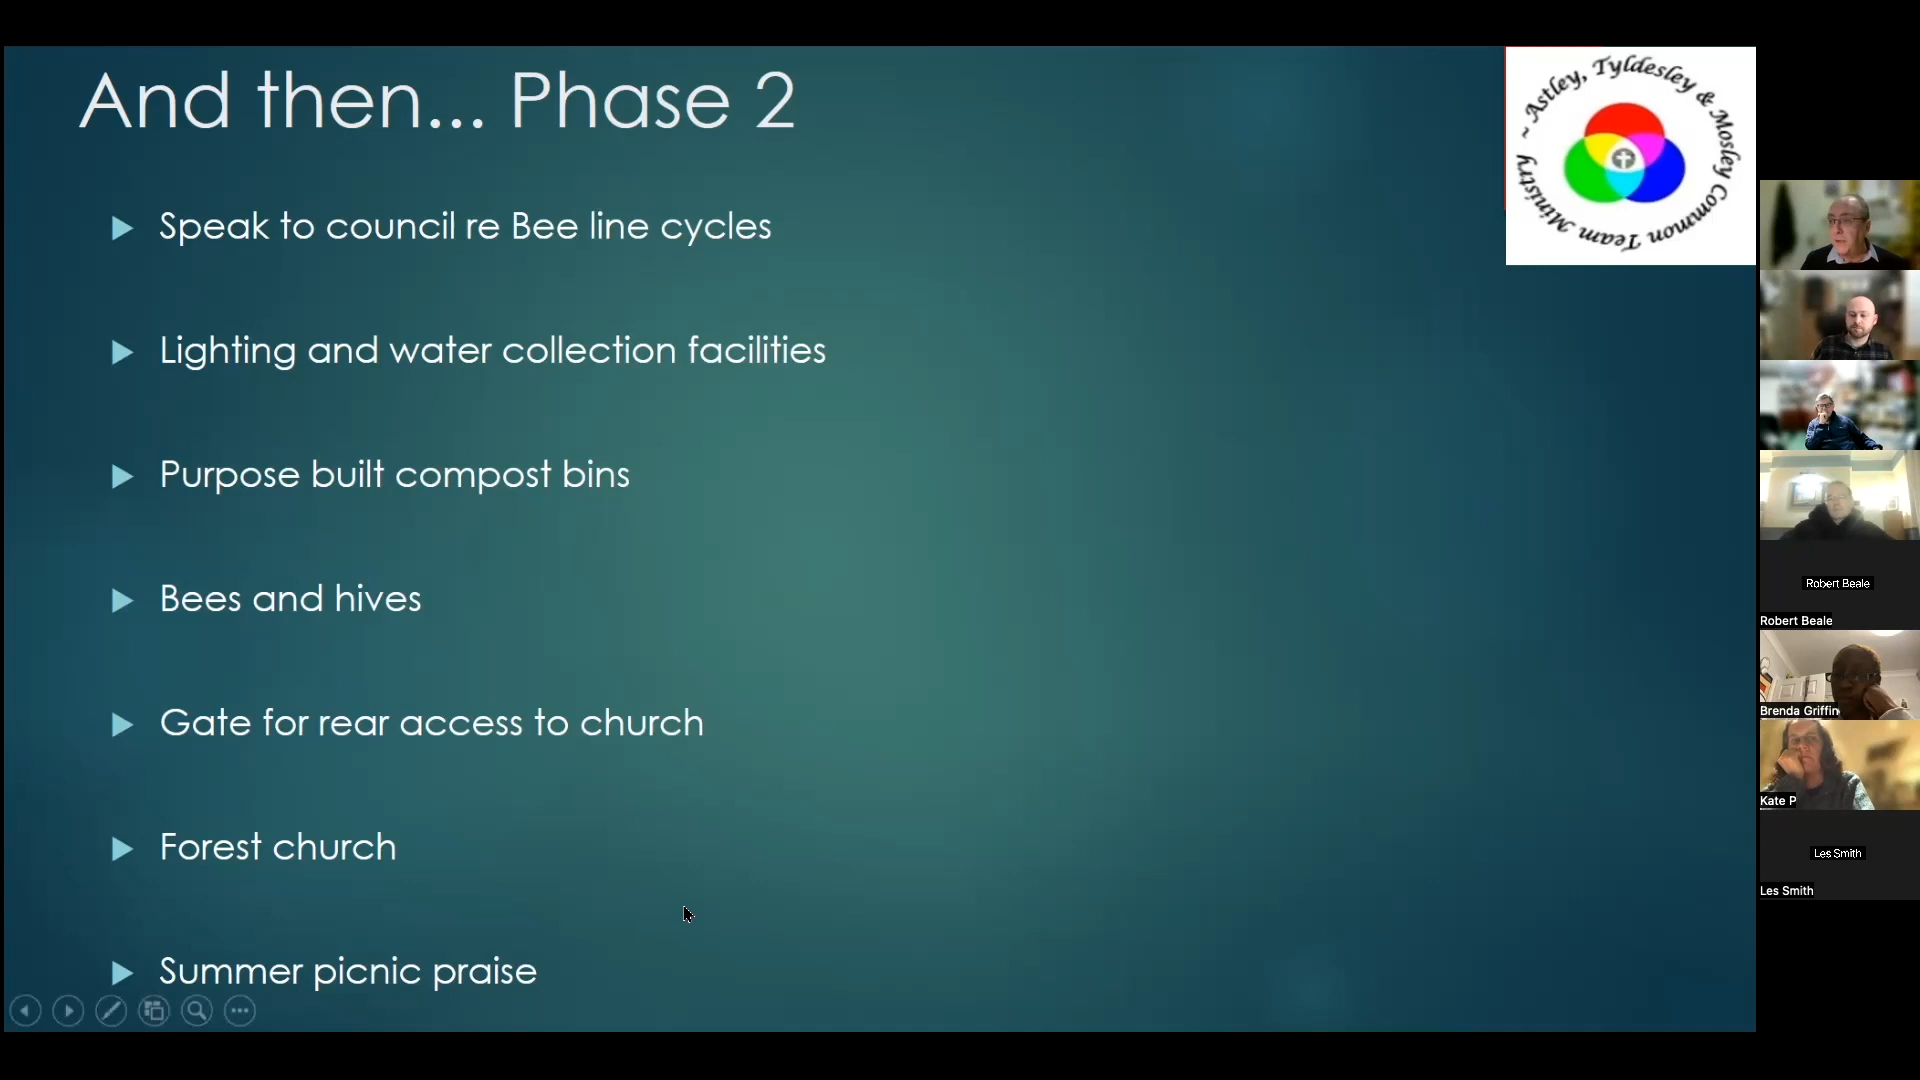 And then... Phase 2
~ Astley, Tyldesley & Mosley Common Team Ministry
Speak to council re Bee line cycles
Lighting and water collection facilities
Purpose built compost bins
Bees and hives
Gate for rear access to church
Forest church
Summer picnic praise
Robert Beale
Robert Beale
Brenda Griffin
Kate P
Les Smith
Les Smith